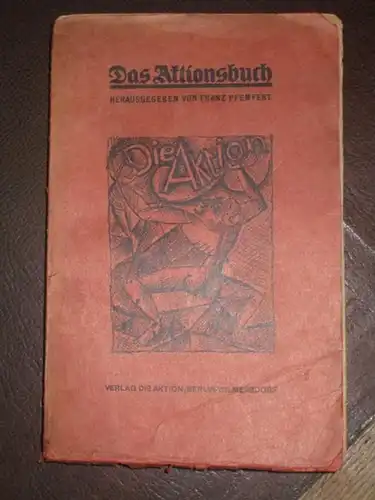 Das Aktionsbuch
HERAUSGEGEBEN VON FRANZ PFEMFERT
Die Aktion
VERLAG DIE AKTION, BERLIN-WILMERSDORF